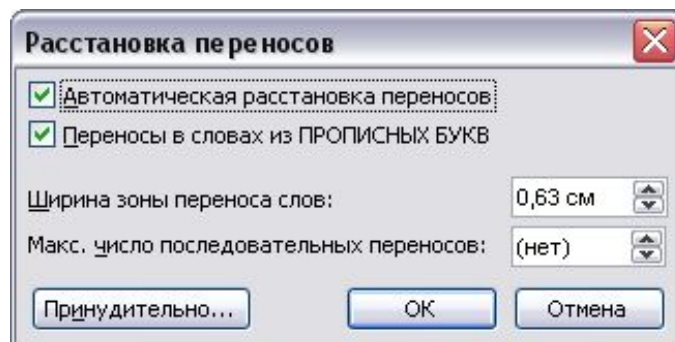 Расстановка переносов
Автоматическая расстановка переносов
Переносы в словах из ПРОПИСНЫХ БУКВ
Ширина зоны переноса слов: 0,63 см
Макс. число последовательных переносов: (нет)
Принудительно... ОК Отмена